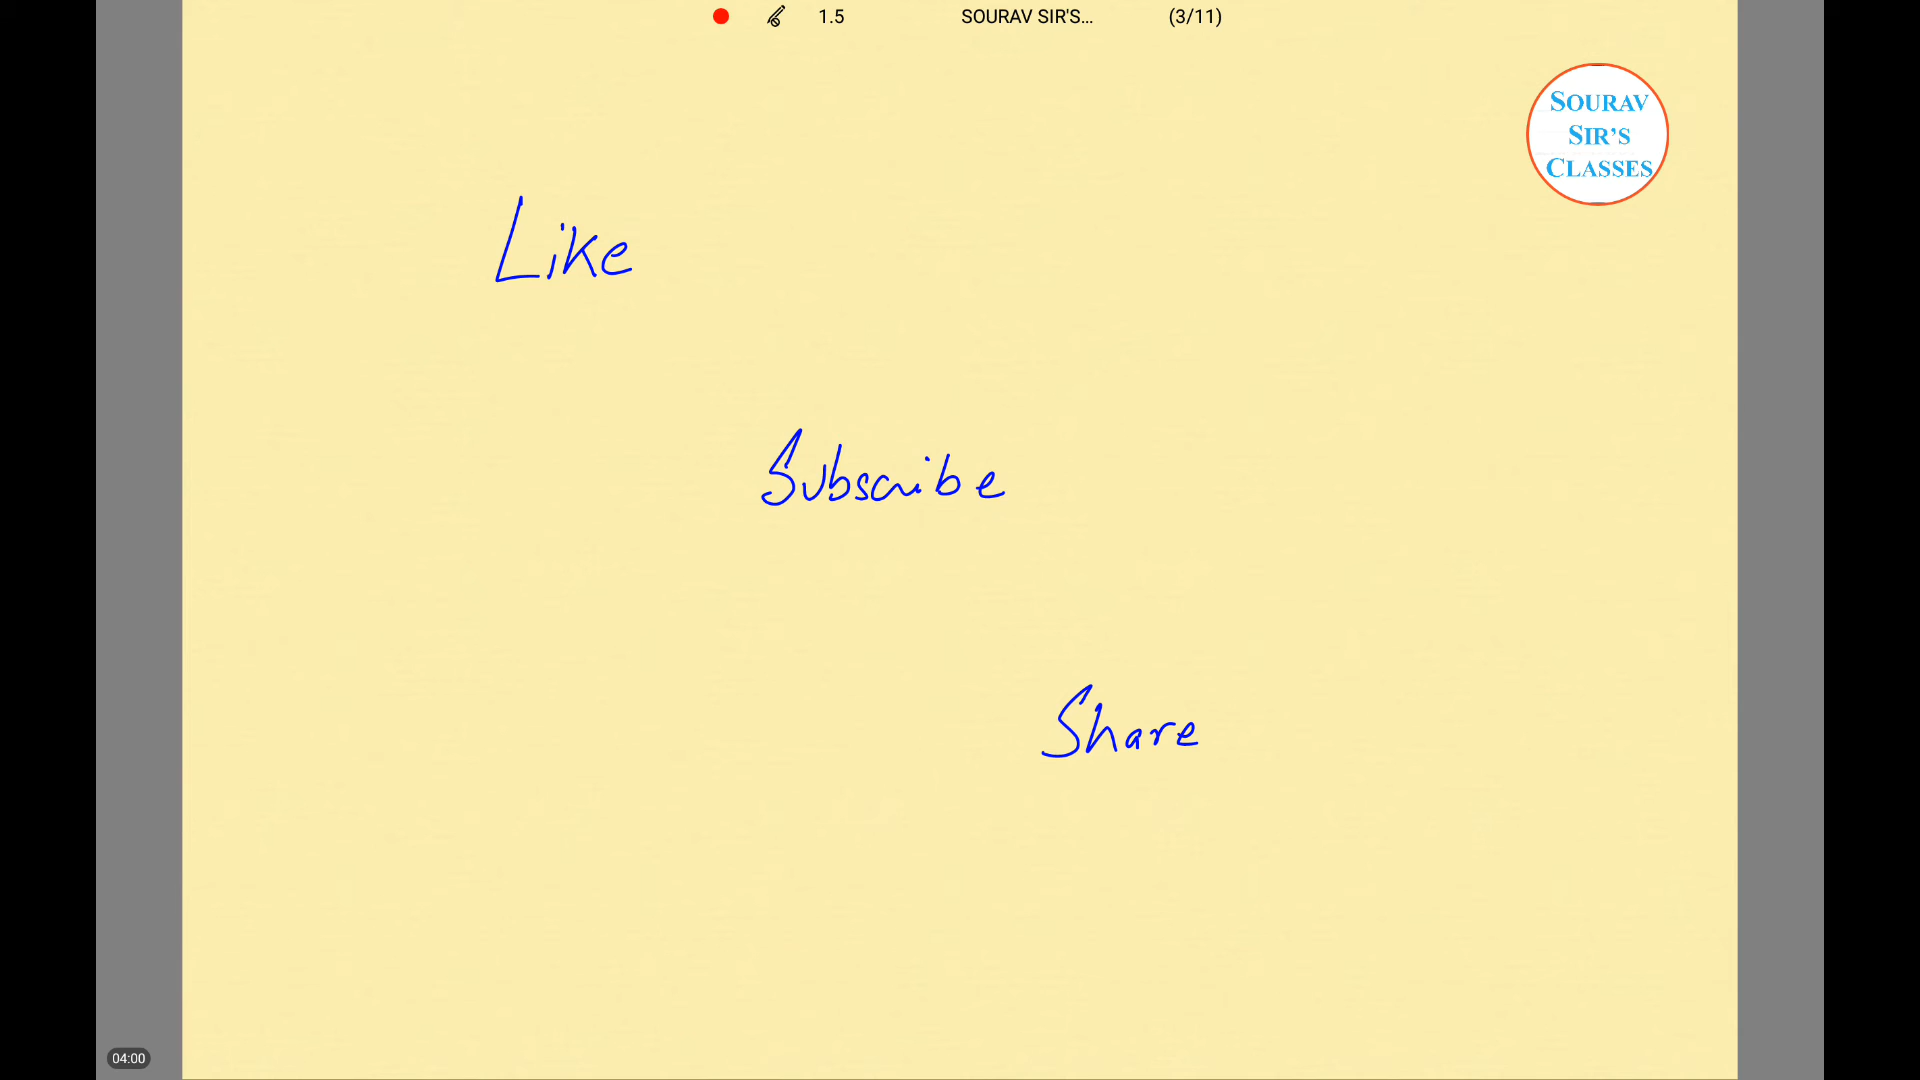 1.5 SOURAV SIR'S... (3/11)
SOURAV
SIR'S
CLASSES
Like
Subscribe
Share
04:00